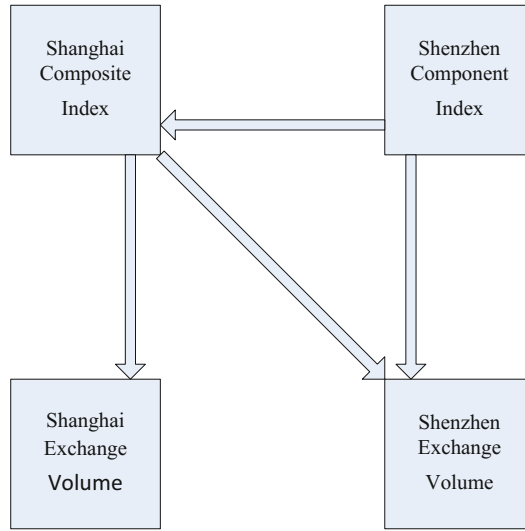 Shanghai
Composite
Index
Shenzhen
Component
Index
Shanghai
Exchange
Volume
Shenzhen
Exchange
Volume